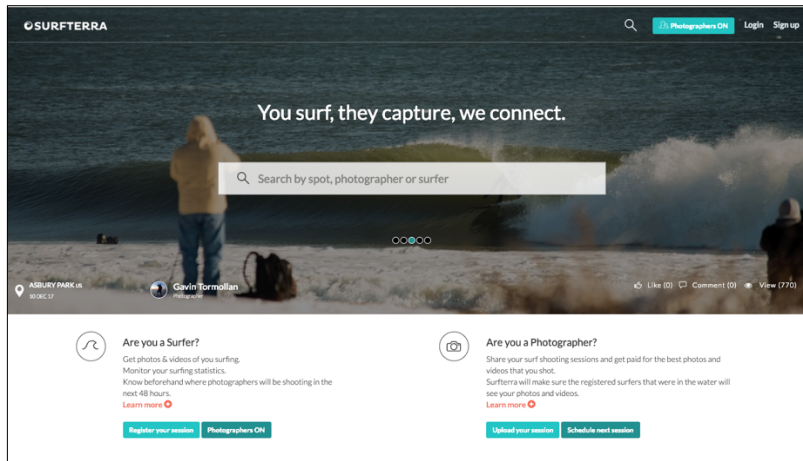 SURFTERRA
Photographers ON
Login
Sign up
You surf, they capture, we connect.
Search by spot, photographer or surfer
ASBURY PARK US
10 DEC 17
Gavin Tormollan
Photographer
Like (0)
Comment (0)
View (770)
Are you a Surfer?
Get photos & videos of you surfing.
Monitor your surfing statistics.
Know beforehand where photographers will be shooting in the
next 48 hours.
Learn more
Register your session
Photographers ON
Are you a Photographer?
Share your surf shooting sessions and get paid for the best photos and
videos that you shot.
Surfterra will make sure the registered surfers that were in the water will
see your photos and videos.
Learn more
Upload your session
Schedule next session